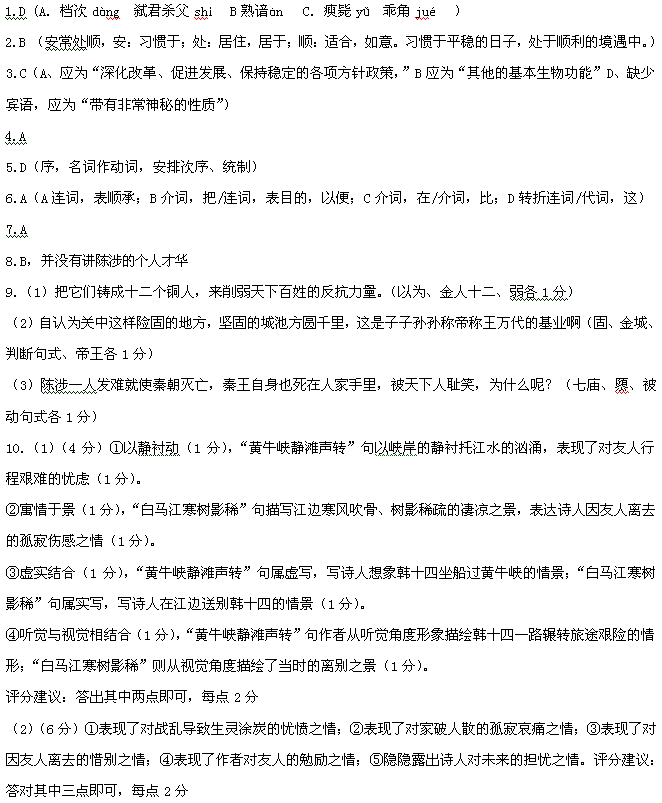 1.D（A. 档次 dàng　弑君杀父 shì　B 熟谙ān　C. 瘐毙yǔ　乖角 jué　）
2.B （安常处顺，安：习惯于；处：居住，居于；顺：适合，如意。习惯于平稳的日子，处于顺利的境遇中。）
3.C（A、应为“深化改革、促进发展、保持稳定的各项方针政策，”B 应为“其他的基本生物功能”D、缺少
宾语，应为“带有非常神秘的性质”）
4.A
5.D（序，名词作动词，安排次序、统制）
6.A（A 连词，表顺承；B 介词，把/连词，表目的，以便；C 介词，在/介词，比；D 转折连词/代词，这）
7.A
8.B，并没有讲陈涉的个人才华
9.（1）把它们铸成十二个铜人，来削弱天下百姓的反抗力量。（以为、金人十二、弱各 1 分）
（2）自认为关中这样险固的地方，坚固的城池方圆千里，这是子子孙孙称帝称王万代的基业啊（固、金城、
判断句式、帝王各 1 分）
（3）陈涉一人发难就使秦朝灭亡，秦王自身也死在人家手里，被天下人耻笑，为什么呢？（七庙、隳、被
动句式各 1 分）
10.（1）（4 分）①以静衬动（1 分），“黄牛峡静滩声转”句以峡岸的静衬托江水的汹涌，表现了对友人行
程艰难的忧虑（1 分）。
②寓情于景（1 分），“白马江寒树影稀”句描写江边寒风吹骨、树影稀疏的凄凉之景，表达诗人因友人离去
的孤寂伤感之情（1 分）。
③虚实结合（1 分），“黄牛峡静滩声转”句属虚写，写诗人想象韩十四坐船过黄牛峡的情景；“白马江寒树
影稀”句属实写，写诗人在江边送别韩十四的情景（1 分）。
④听觉与视觉相结合（1 分），“黄牛峡静滩声转”句作者从听觉角度形象描绘韩十四一路辗转旅途艰险的情
形；“白马江寒树影稀”则从视觉角度描绘了当时的离别之景（1 分）。
评分建议：答出其中两点即可，每点 2 分
（2）（6 分）①表现了对战乱导致生灵涂炭的忧愤之情；②表现了对家破人散的孤寂哀痛之情；③表现了对
因友人离去的惜别之情；④表现了作者对友人的勉励之情；⑤隐隐露出诗人对未来的担忧之情。评分建议：
答对其中三点即可，每点 2 分